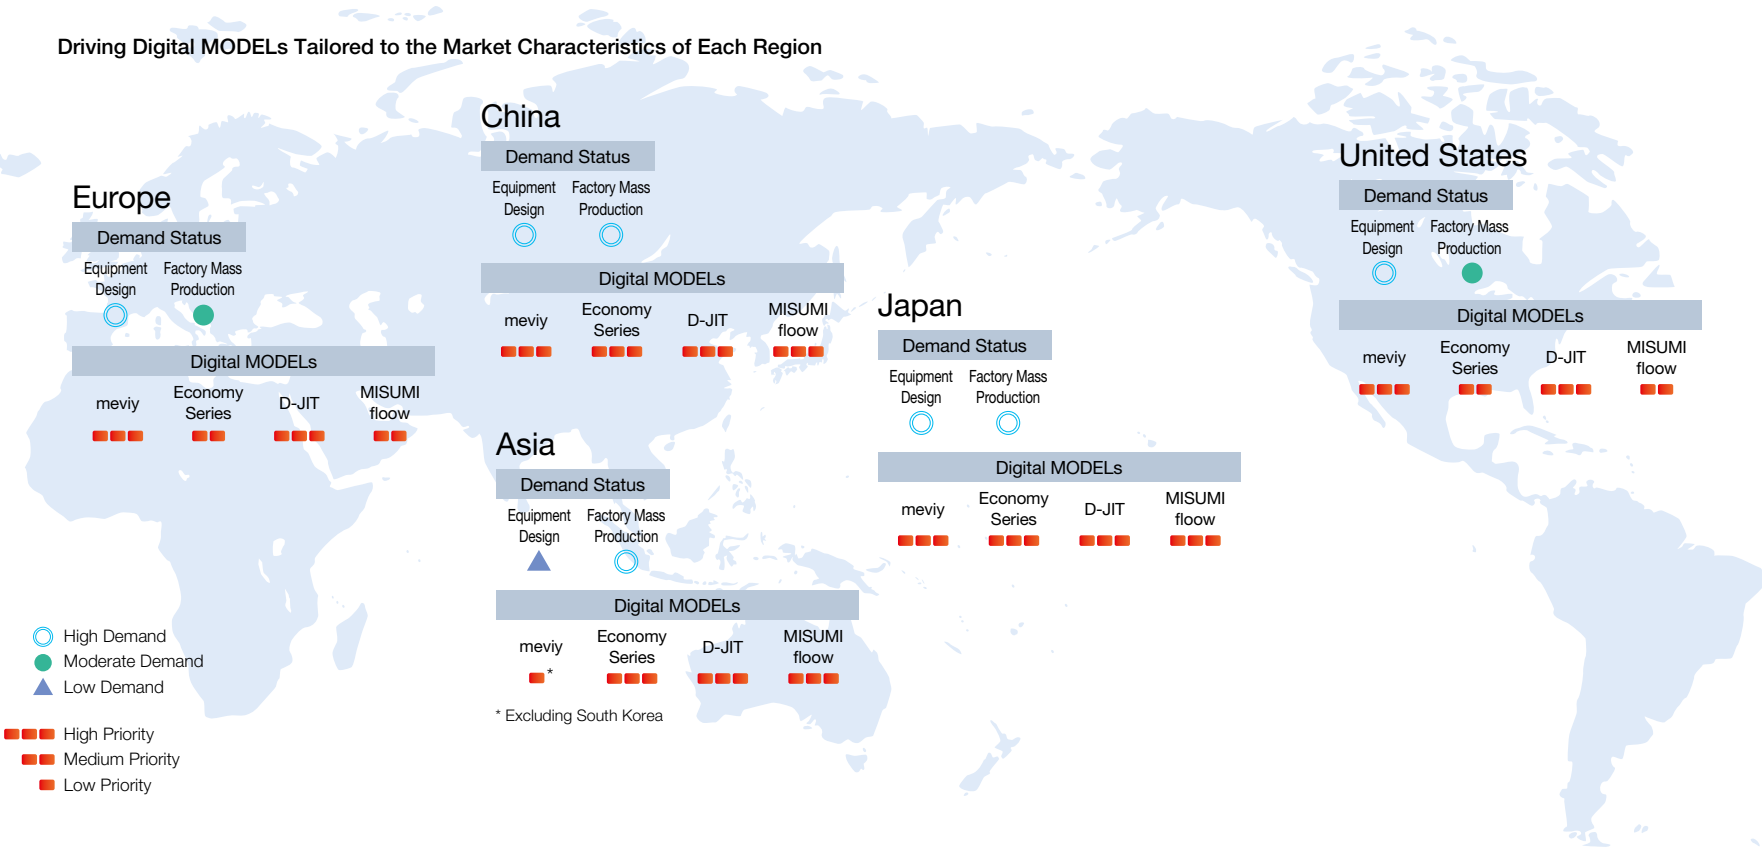 Driving Digital MODELs Tailored to the Market Characteristics of Each Region
Europe
Demand Status
Equipment
Design
Factory Mass
Production
Digital MODELs
meviy
Economy
Series
D-JIT
MISUMI
floow
China
Demand Status
Equipment
Design
Factory Mass
Production
Digital MODELs
meviy
Economy
Series
D-JIT
MISUMI
floow
Asia
Demand Status
Equipment
Design
Factory Mass
Production
Digital MODELs
meviy
*
Economy
Series
D-JIT
MISUMI
floow
* Excluding South Korea
Japan
Demand Status
Equipment
Design
Factory Mass
Production
Digital MODELs
meviy
Economy
Series
D-JIT
MISUMI
floow
United States
Demand Status
Equipment
Design
Factory Mass
Production
Digital MODELs
meviy
Economy
Series
D-JIT
MISUMI
floow
High Demand
Moderate Demand
Low Demand
High Priority
Medium Priority
Low Priority